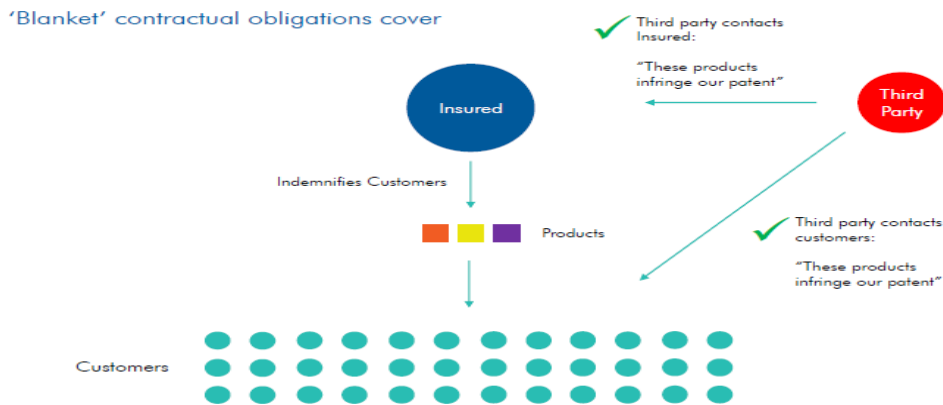 'Blanket' contractual obligations cover
Third party contacts
Insured:
"These products
infringe our patent"
Insured
Third
Party
Indemnifies Customers
Products
Third party contacts
customers:
"These products
infringe our patent"
Customers